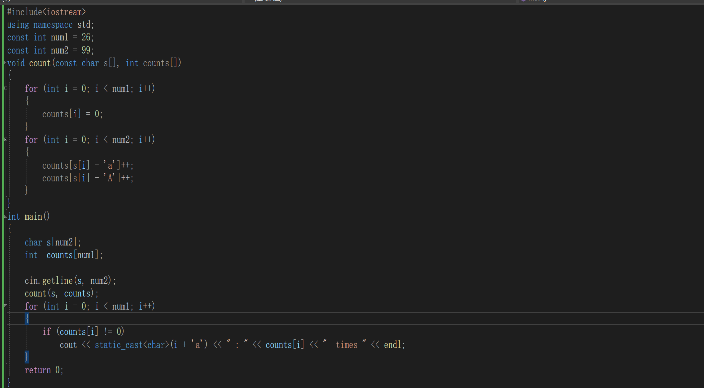 #include<iostream>
using namespace std;
const int num1 = 26;
const int num2 = 99;
void count(const char s[], int counts[])
{
for (int i = 0; i < num1; i++)
{
counts[i] = 0;
}
for (int i = 0; i < num2; i++)
{
counts[s[i] - 'a']++;
counts[s[i] - 'A']++;
}
}
int main()
{
char s[num2];
int counts[num1];
cin.getline(s, num2);
count(s, counts);
for (int i = 0; i < num1; i++)
{
if (counts[i] != 0)
cout << static_cast<char>(i + 'a') << " : " << counts[i] << "  times " << endl;
}
return 0;
}